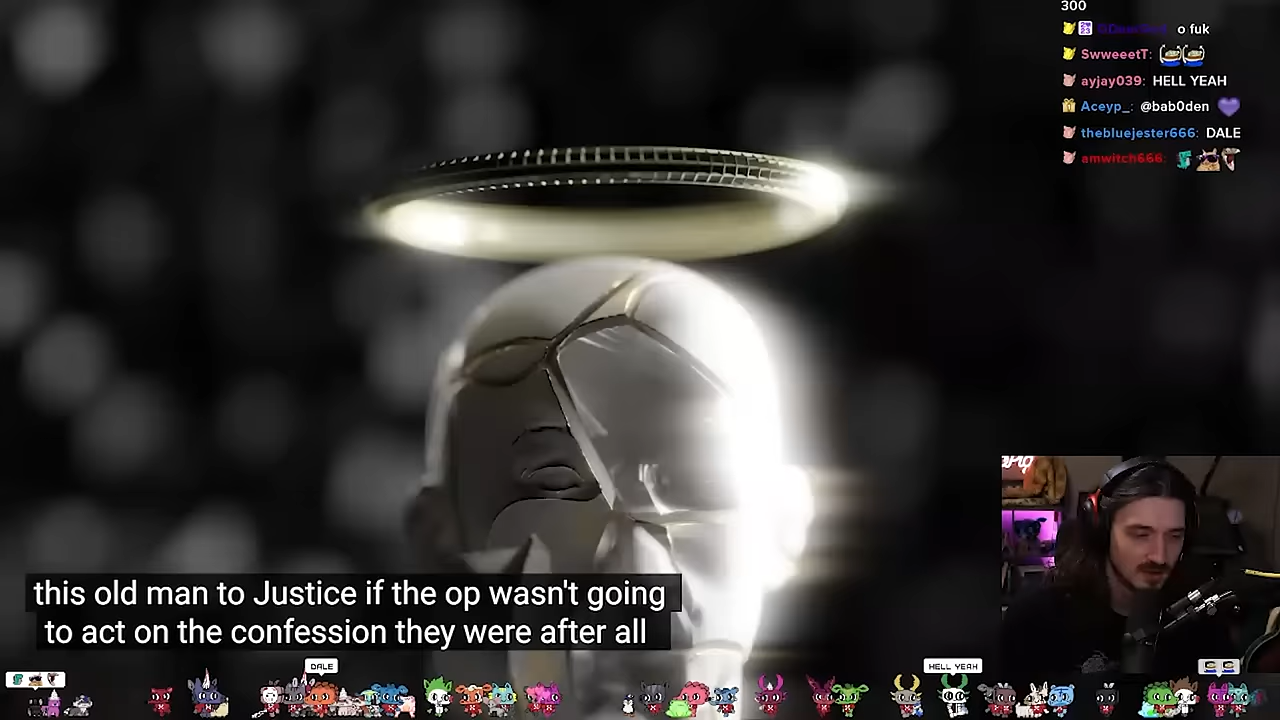 300
o fuk
SwweeetT:
ayjay039: HELL YEAH
Aceyp_: @bab0den
thebluejester666: DALE
amwitch666:
this old man to Justice if the op wasn't going
to act on the confession they were after all
DALE
HELL YEAH